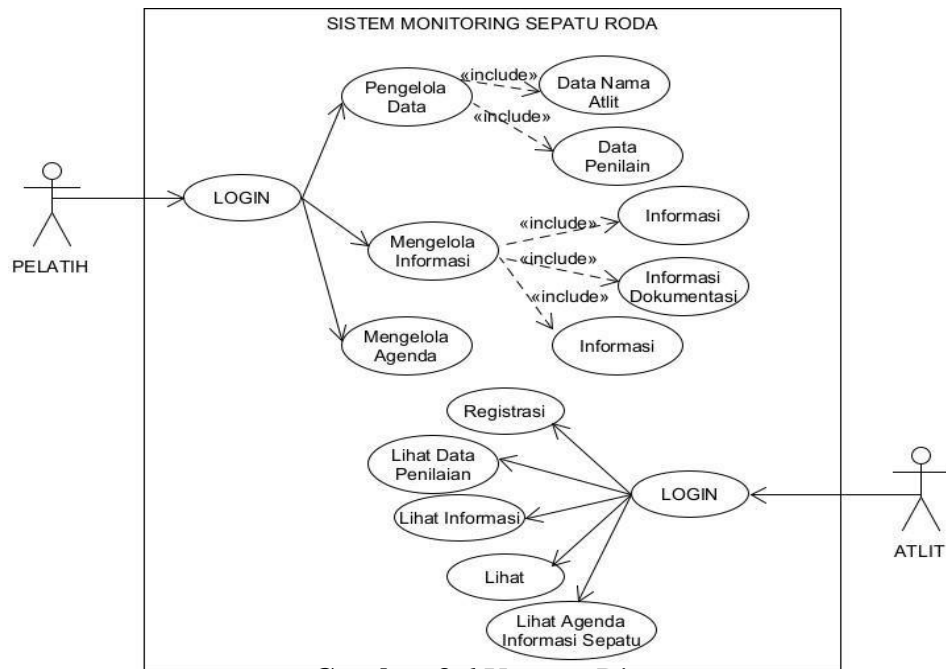 SISTEM MONITORING SEPATU RODA
Pengelola
Data
«include»
Data Nama
Atlit
«include»
Data
Penilain
PELATIH
LOGIN
Mengelola
Informasi
«include»
Informasi
«include»
Informasi
Dokumentasi
«include»
Informasi
Mengelola
Agenda
Registrasi
Lihat Data
Penilaian
Lihat Informasi
Lihat
Lihat Agenda
Informasi Sepatu
LOGIN
ATLIT